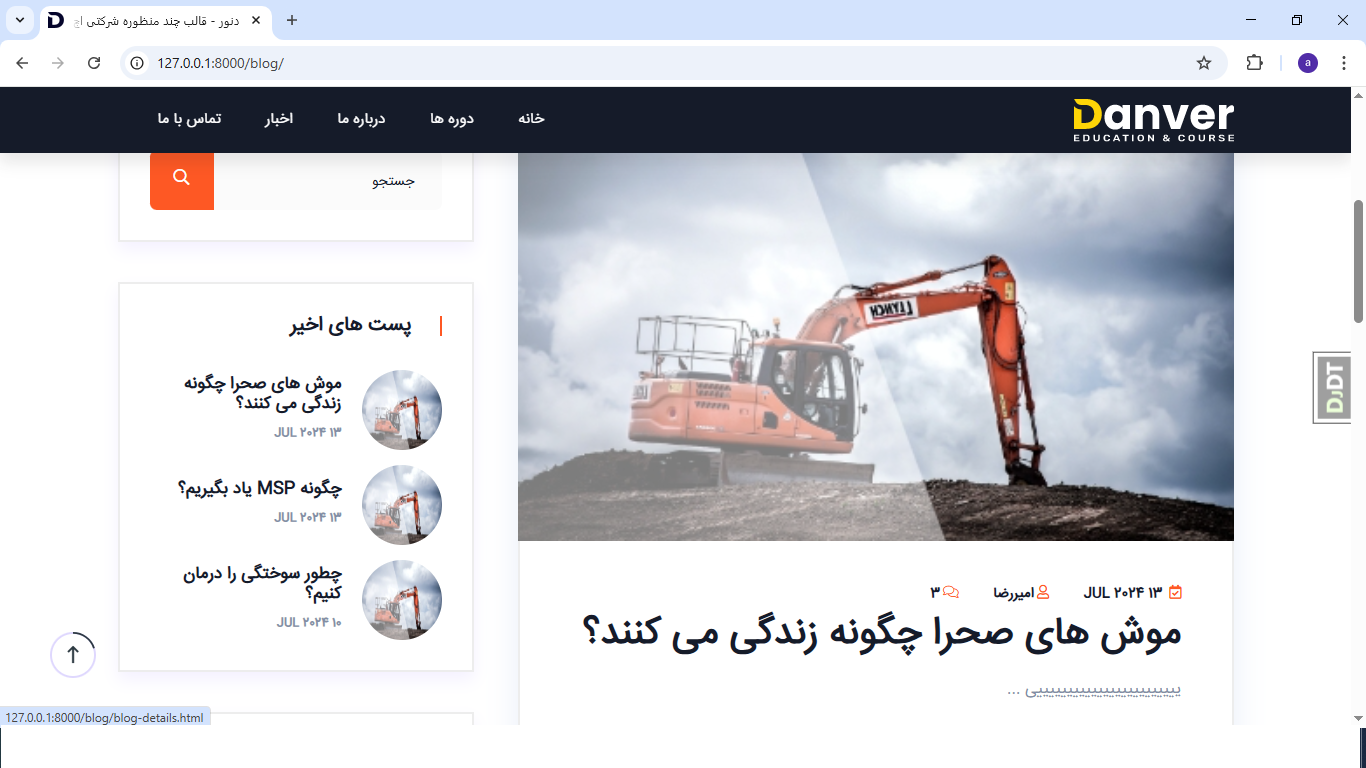 دنور - قالب چند منظوره شرکتی
127.0.0.1:8000/blog/
a
Danver
EDUCATION & COURSE
خانه
دوره ها
درباره ما
اخبار
تماس با ما
LYNCH
۱۳ JUL ۲۰۲۴
امیررضا
۳
موش های صحرا چگونه زندگی می کنند؟
جستجو
پست های اخیر
موش های صحرا چگونه
زندگی می کنند؟
۱۳ JUL ۲۰۲۴
چگونه MSP یاد بگیریم؟
۱۳ JUL ۲۰۲۴
چطور سوختگی را درمان
کنیم؟
۱۰ JUL ۲۰۲۴
DJDT
127.0.0.1:8000/blog/blog-details.html